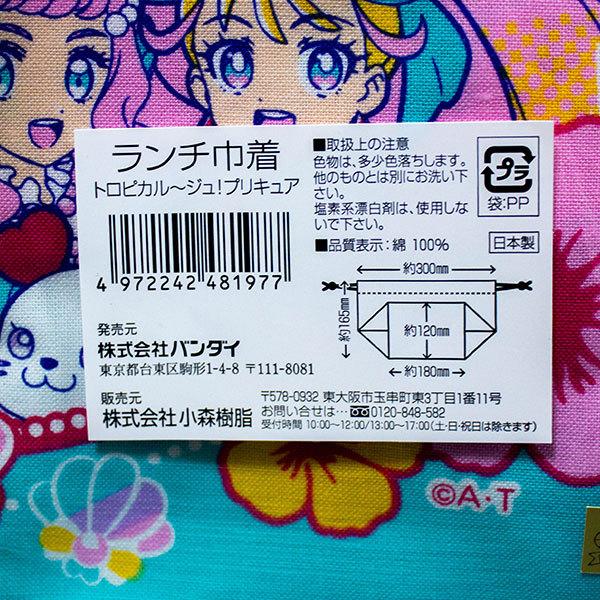 ランチ巾着
トロピカル〜ジュ!プリキュア
4 972242 481977
発売元
株式会社バンダイ
東京都台東区駒形1-4-8 〒111-8081
■取扱上の注意
色物は、多少色落ちします。
他のものとは別にお洗い下
さい。
塩素系漂白剤は、使用しな
いで下さい。
■品質表示:綿 100%
プラ
袋:PP
日本製
約300㎜
約165㎜
約120㎜
約180㎜
販売元
株式会社小森樹脂
〒578-0932 東大阪市玉串町東3丁目1番11号
お問い合せは…0120-848-582
受付時間 10:00〜12:00/13:00〜17:00(土・日・祝日は除きます)
©A・T